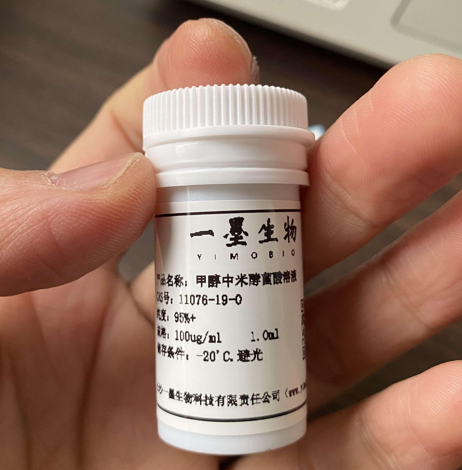 一墨生物
YIMOBIO
产品名称：甲醇中米酵菌酸溶液
CAS号：11076-19-0
纯度：95%+
规格：100ug/ml 1.0ml
储存条件：-20℃.避光
一墨生物科技有限责任公司（www.y